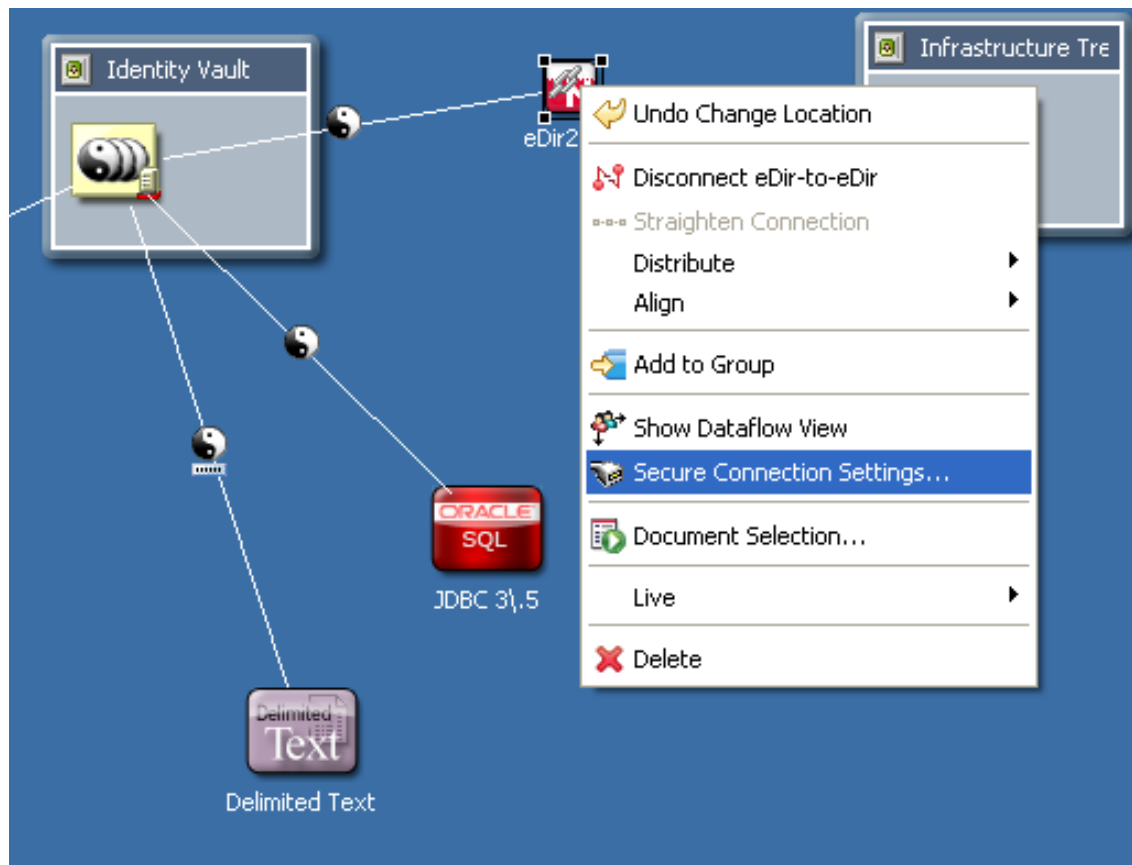 Identity Vault
Infrastructure Tre
eDir2
Undo Change Location
Disconnect eDir-to-eDir
Straighten Connection
Distribute
Align
Add to Group
Show Dataflow View
Secure Connection Settings...
Document Selection...
Live
Delete
ORACLE
SQL
JDBC 3\.5
Delimited
Text
Delimited Text